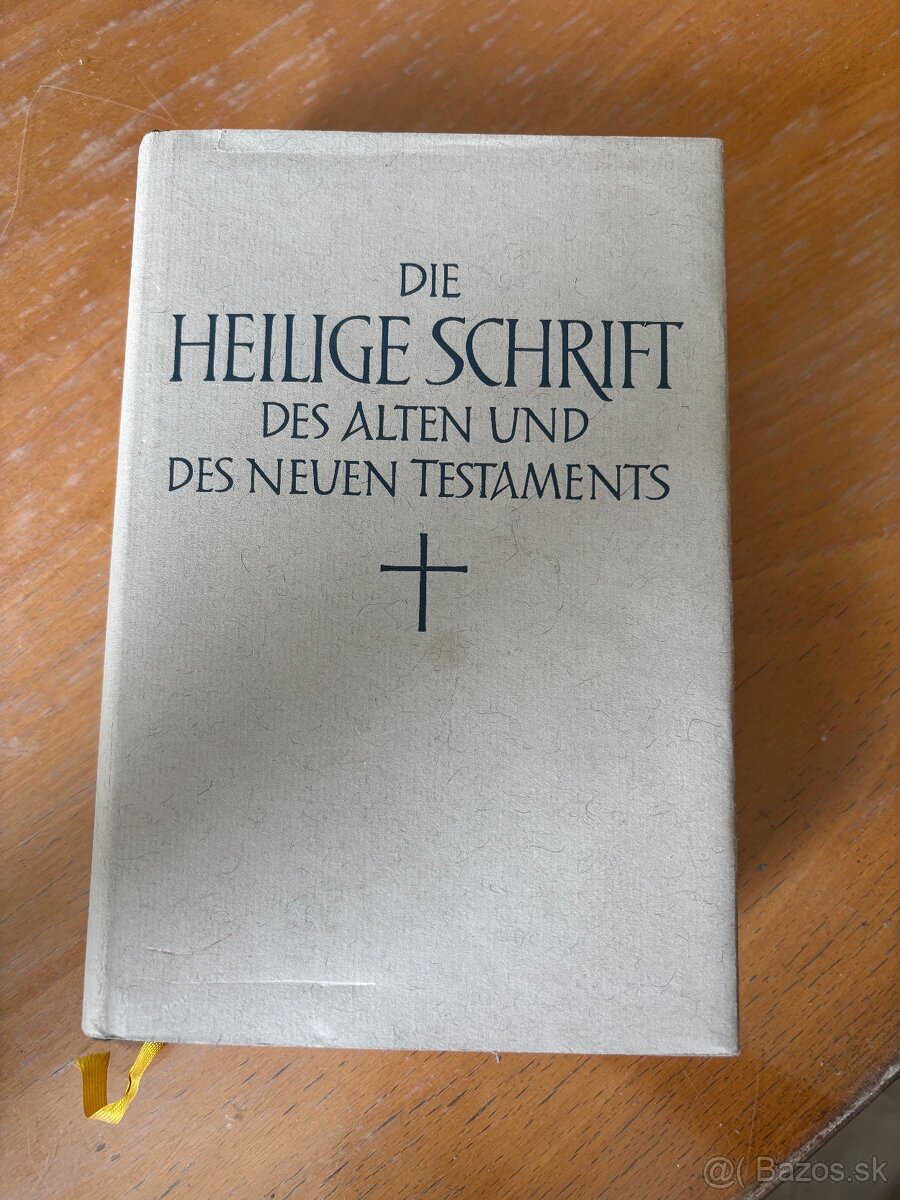 DIE
HEILIGE SCHRIFT
DES ALTEN UND
DES NEUEN TESTAMENTS
@( Bazos.sk